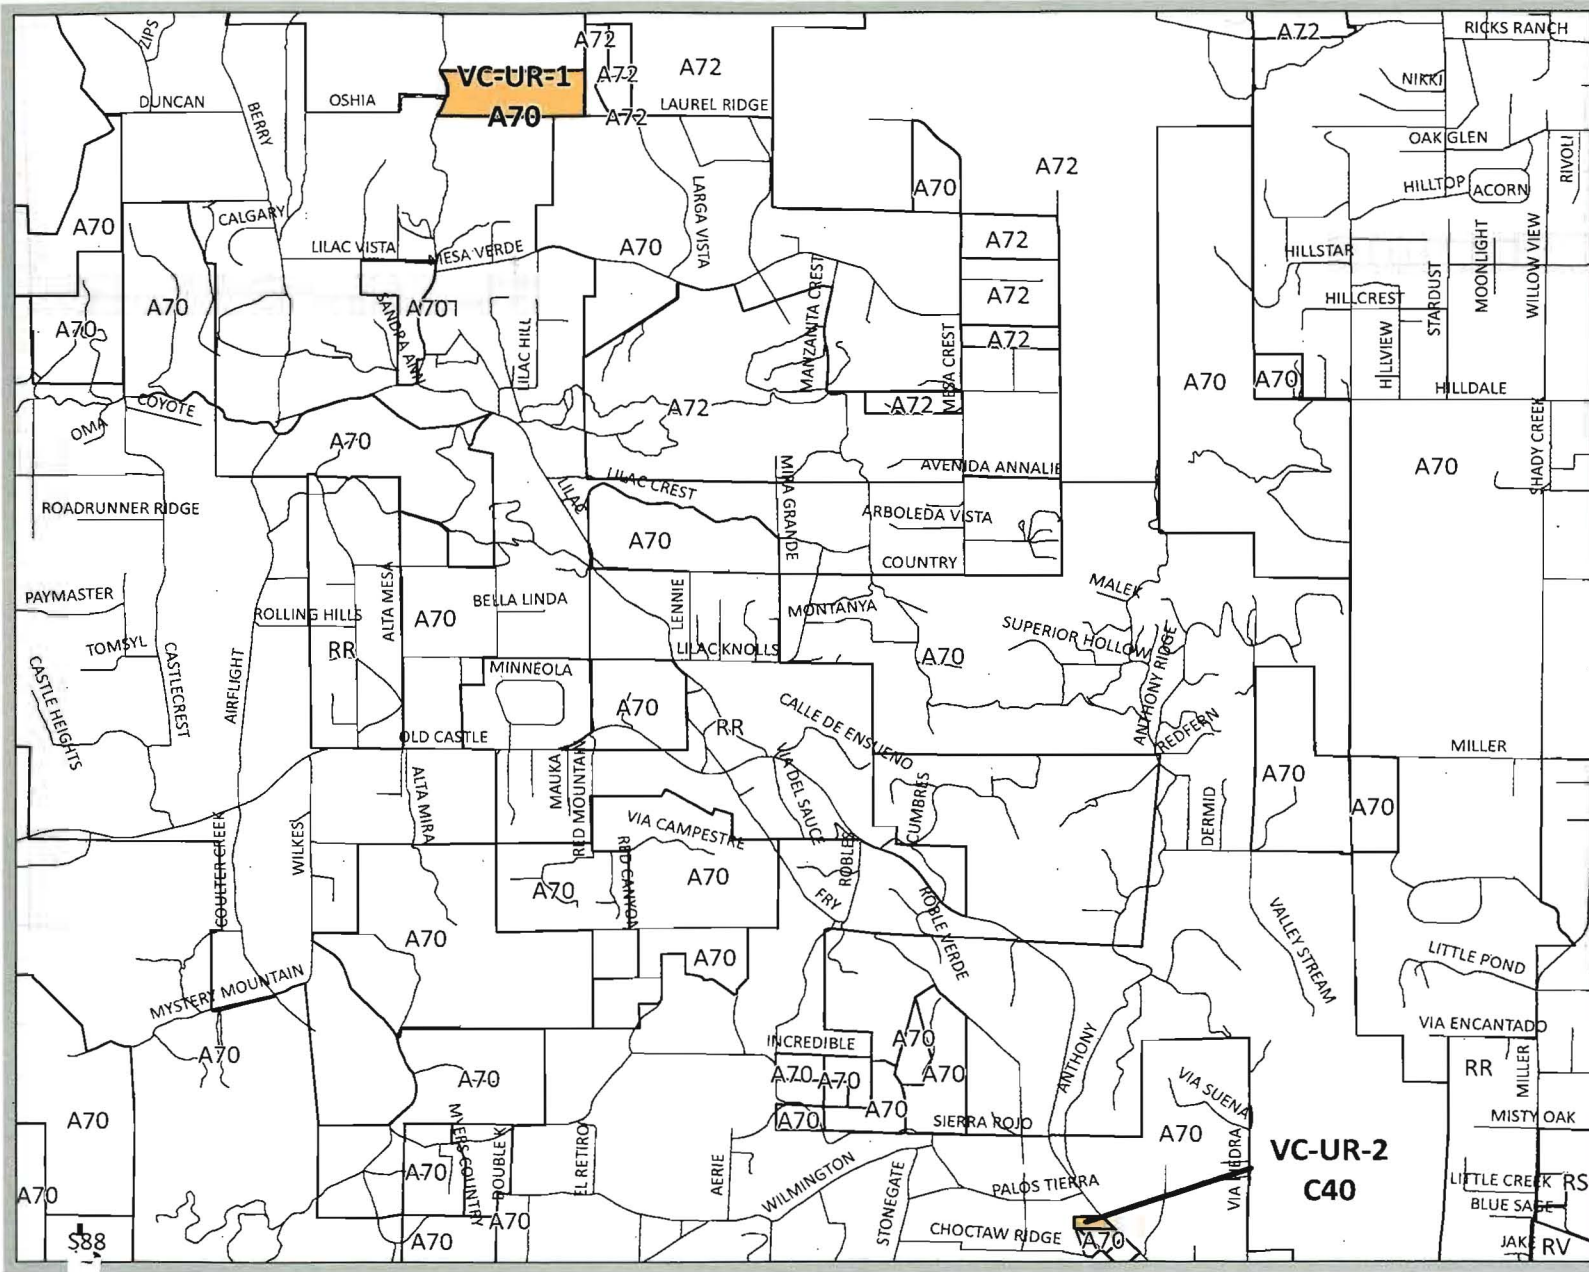 A72
RICKS RANCH
ZIPS
A72
VC-UR-1
A70
A72
A72
A72
LAUREL RIDGE
DUNCAN
BERRY
OSHIA
NIKKI
OAK GLEN
RIVOLI
HILLTOP
ACORN
A72
A70
A70
CALGARY
LILAC VISTA
MESA VERDE
A70
LARGA VISTA
A72
HILLSTAR
MOONLIGHT
WILLOW VIEW
STARDUST
HILLCREST
HILLVIEW
A72
A70
A70
A70
SANDRA ANN
LILAC HILL
MANZANITA CREST
MESA CREST
A72
A70
A70
HILLDALE
COYOTE
OMA
A72
A72
A70
A70
SHADY CREEK
AVENIDA ANNALIE
LILAC
LILAC CREST
MIRA GRANDE
ROADRUNNER RIDGE
ARBOLEDA VISTA
A70
COUNTRY
MALEK
PAYMASTER
ROLLING HILLS
ALTA MESA
A70
BELLA LINDA
LENNIE
MONTANYA
SUPERIOR HOLLOW
ANTHONY RIDGE
TOMSYL
RR
LILAC KNOLLS
A70
CASTLE HEIGHTS
CASTLECREST
AIRFLIGHT
MINNEOLA
A70
RR
CALLE DE ENSUENO
REDFERN
OLD CASTLE
MILLER
ALTA MIRA
MAUKA
RED MOUNTAIN
VIA DEL SAUCE
CUMBRES
DERMID
A70
A70
COULTER CREEK
WILKES
VIA CAMPESTRE
ROBLES
A70
RED CANYON
A70
FRY
ROBLE VERDE
VALLEY STREAM
A70
A70
LITTLE POND
MYSTERY MOUNTAIN
A70
INCREDIBLE
A70
ANTHONY
VIA ENCANTADO
A70
A70
A70
A70
RR
MILLER
VIA SUENA
A70
A70
A70
SIERRA ROJO
A70
MISTY OAK
MYERS COUNTRY
DOUBLE K
EL RETIRO
AERIE
WILMINGTON
STONEGATE
VIA PIEDRA
VC-UR-2
C40
A70
PALOS TIERRA
LITTLE CREEK
RS
BLUE SAGE
A70
A70
CHOCTAW RIDGE
A70
S88
A70
JAKE
RV